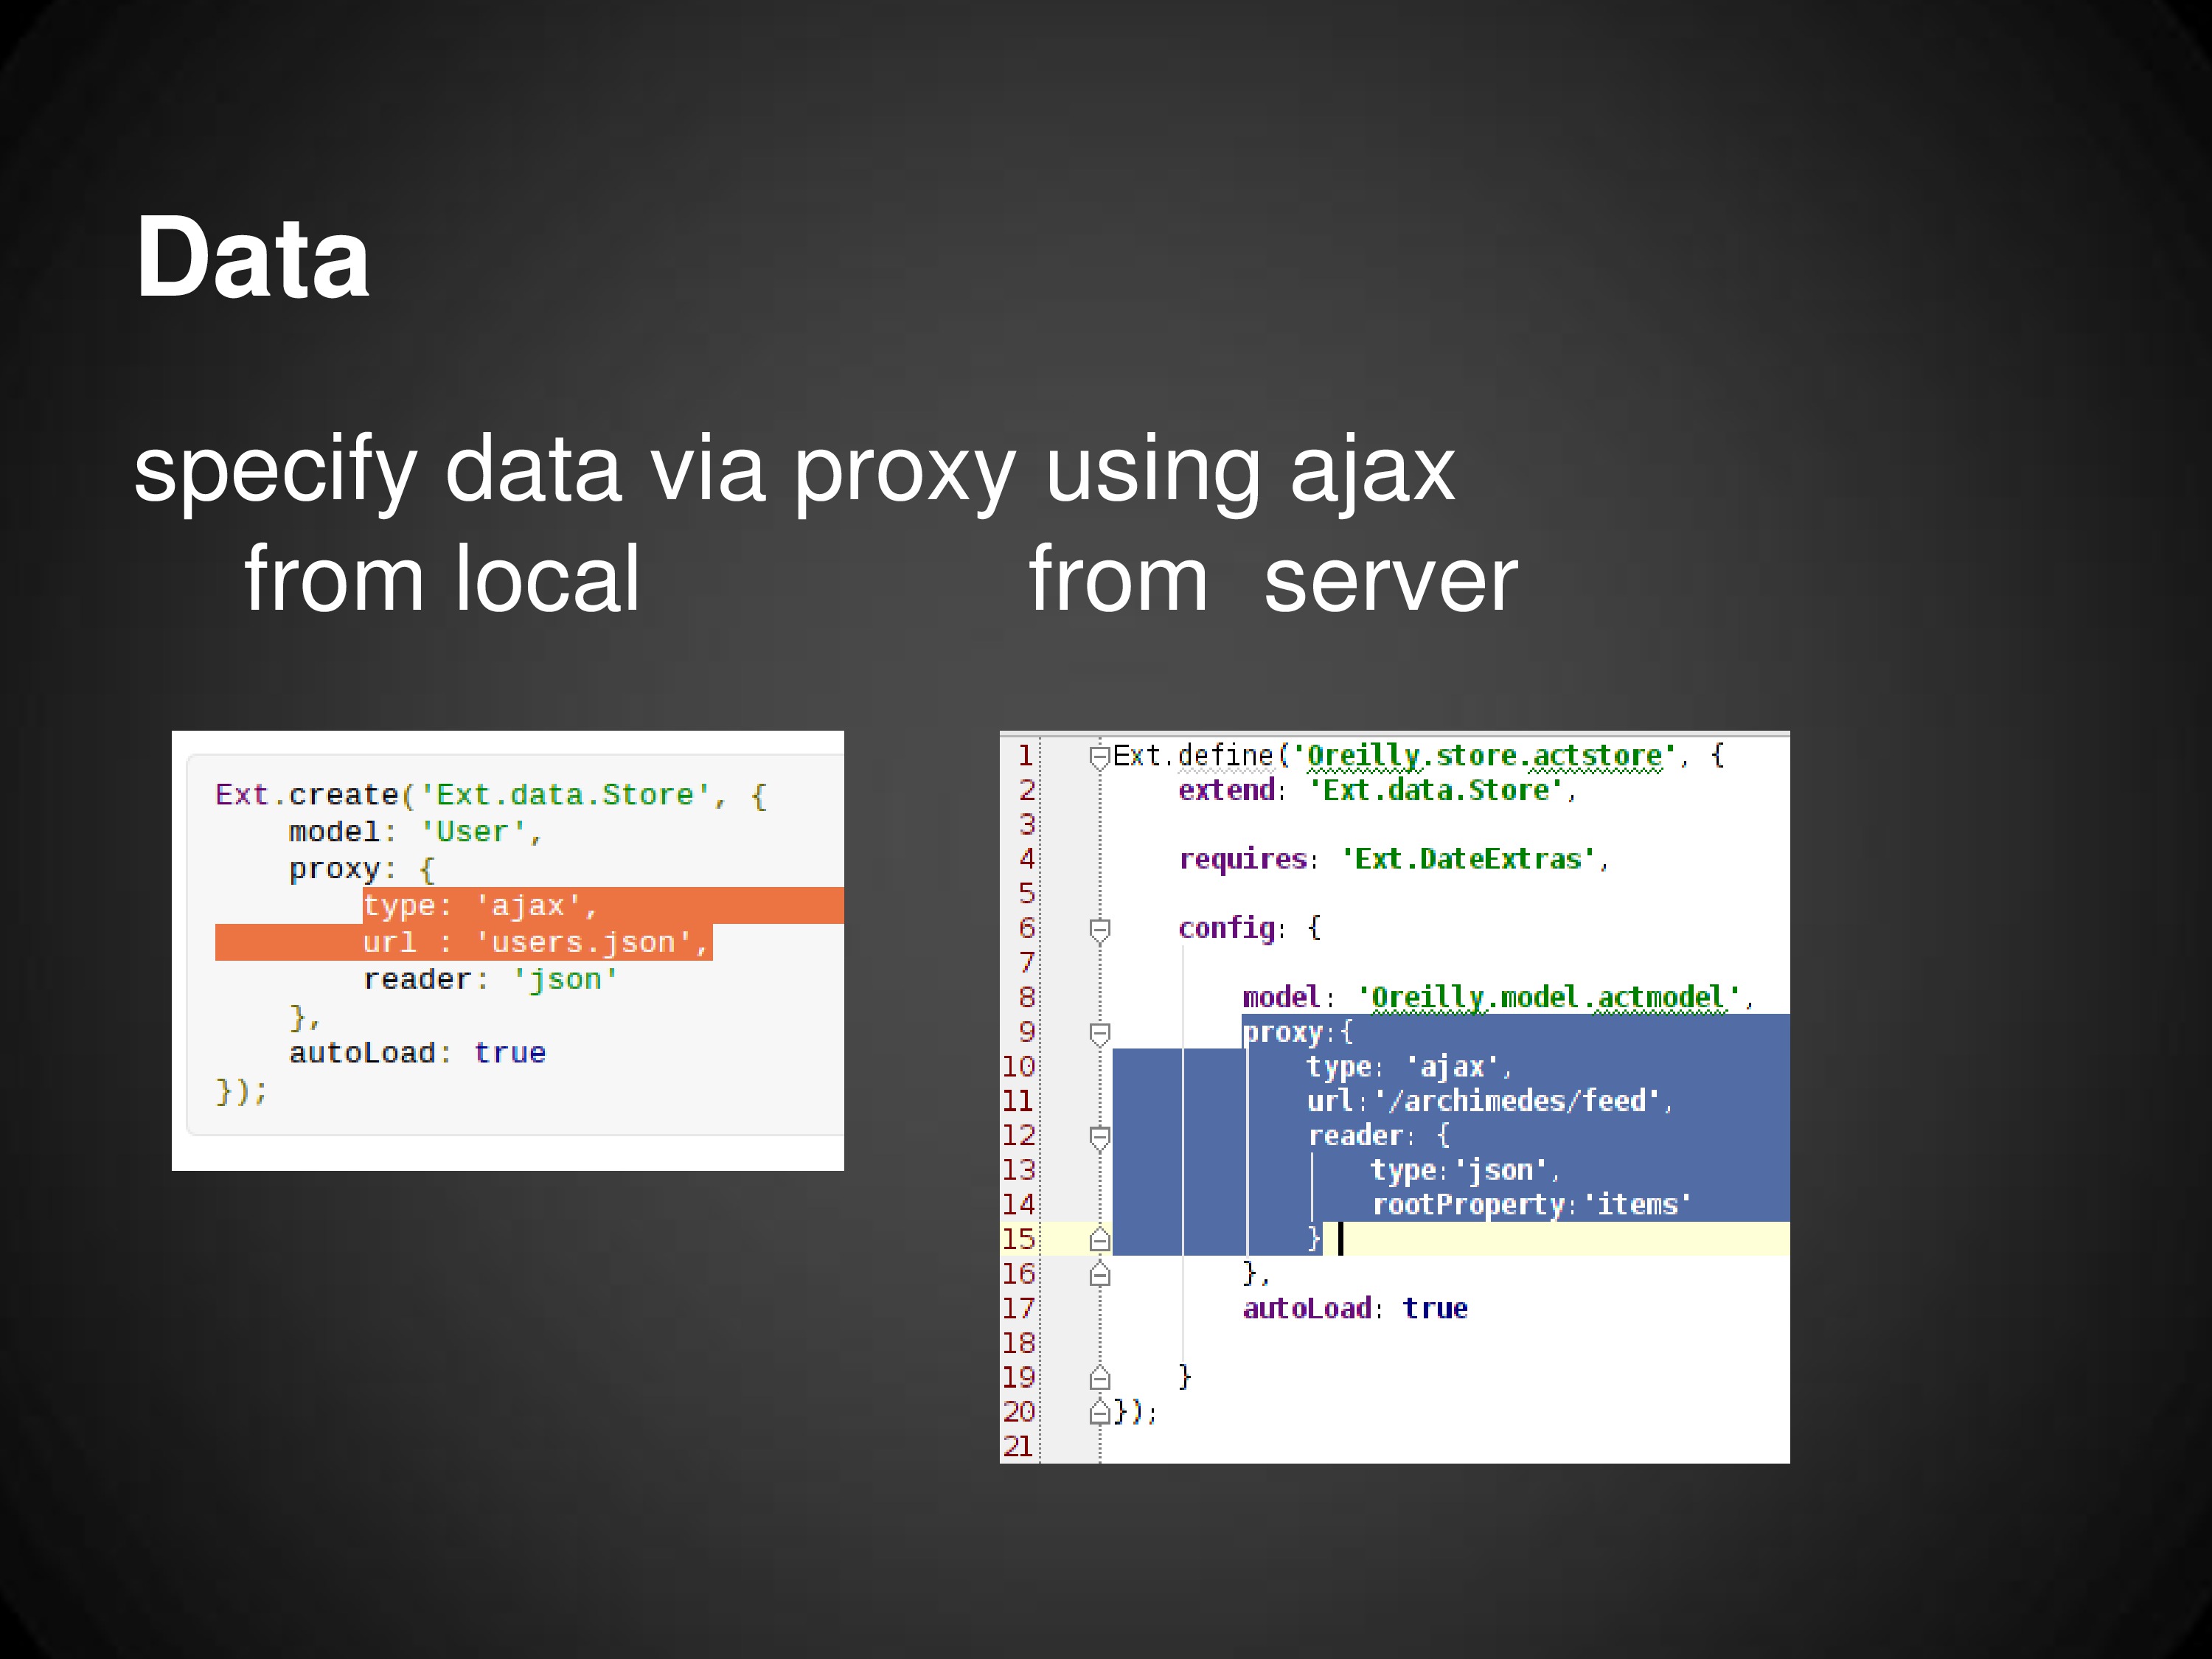 Data
specify data via proxy using ajax
from local from server
Ext.create('Ext.data.Store', {
model: 'User',
proxy: {
type: 'ajax',
url : 'users.json',
reader: 'json'
},
autoLoad: true
});
1 Ext.define('Oreilly.store.actstore', {
2 extend: 'Ext.data.Store',
3
4 requires: 'Ext.DateExtras',
5
6 config: {
7
8 model: 'Oreilly.model.actmodel',
9 proxy:{
10 type: 'ajax',
11 url:'/archimedes/feed',
12 reader: {
13 type:'json',
14 rootProperty:'items'
15 }
16 },
17 autoLoad: true
18
19 }
20 });
21